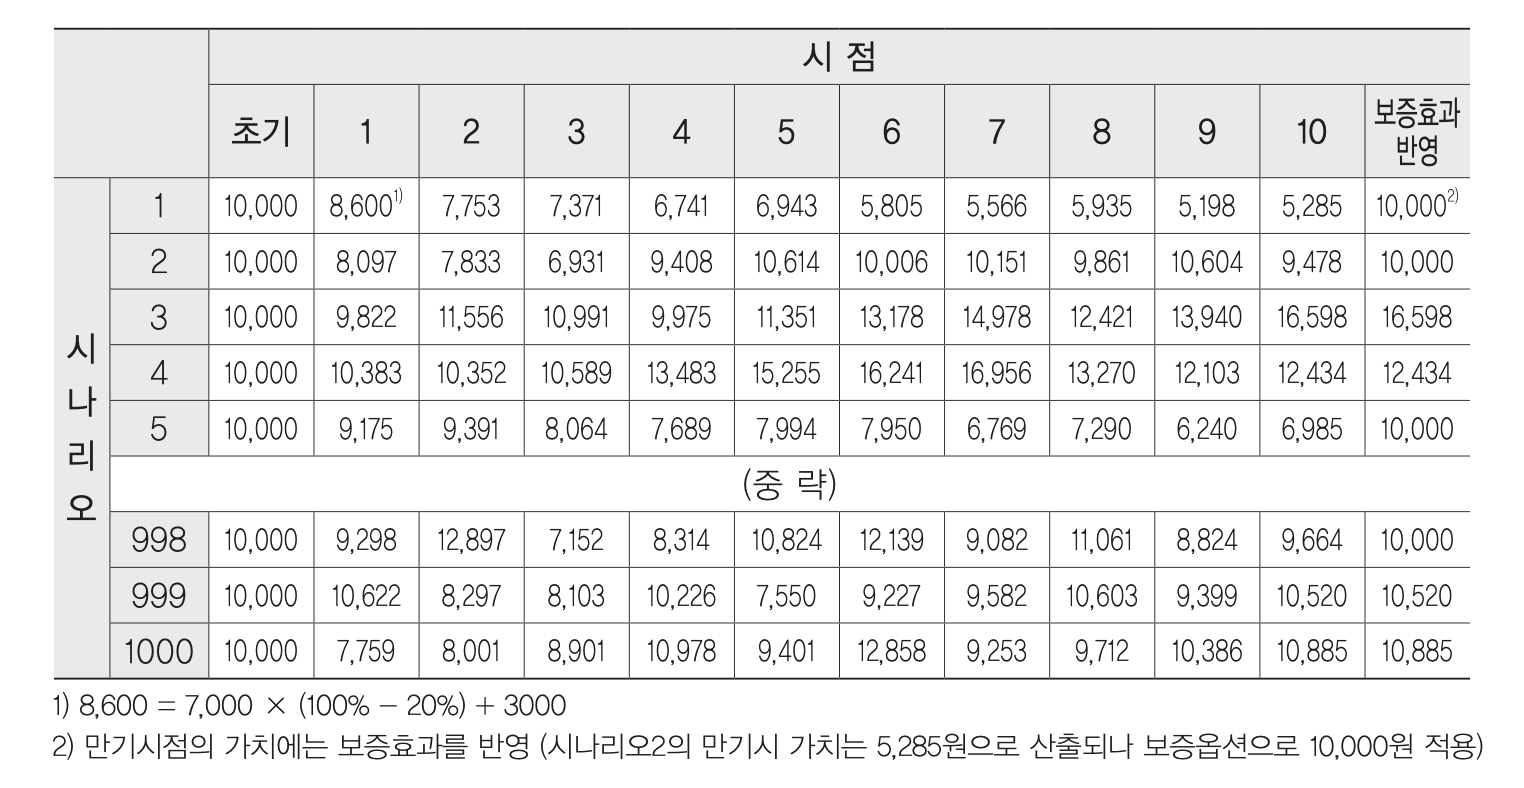 시 점
초기 1 2 3 4 5 6 7 8 9 10 보증효과
반영
시나리오
1 10,000 8,6001) 7,753 7,371 6,741 6,943 5,805 5,566 5,935 5,198 5,285 10,0002)
2 10,000 8,097 7,833 6,931 9,408 10,614 10,006 10,151 9,861 10,604 9,478 10,000
3 10,000 9,822 11,556 10,991 9,975 11,351 13,178 14,978 12,421 13,940 16,598 16,598
4 10,000 10,383 10,352 10,589 13,483 15,255 16,241 16,956 13,270 12,103 12,434 12,434
5 10,000 9,175 9,391 8,064 7,689 7,994 7,950 6,769 7,290 6,240 6,985 10,000
(중 략)
998 10,000 9,298 12,897 7,152 8,314 10,824 12,139 9,082 11,061 8,824 9,664 10,000
999 10,000 10,622 8,297 8,103 10,226 7,550 9,227 9,582 10,603 9,399 10,520 10,520
1000 10,000 7,759 8,001 8,901 10,978 9,401 12,858 9,253 9,712 10,386 10,885 10,885
1) 8,600 = 7,000 × (100% - 20%) + 3000
2) 만기시점의 가치에는 보증효과를 반영 (시나리오2의 만기시 가치는 5,285원으로 산출되나 보증옵션으로 10,000원 적용)